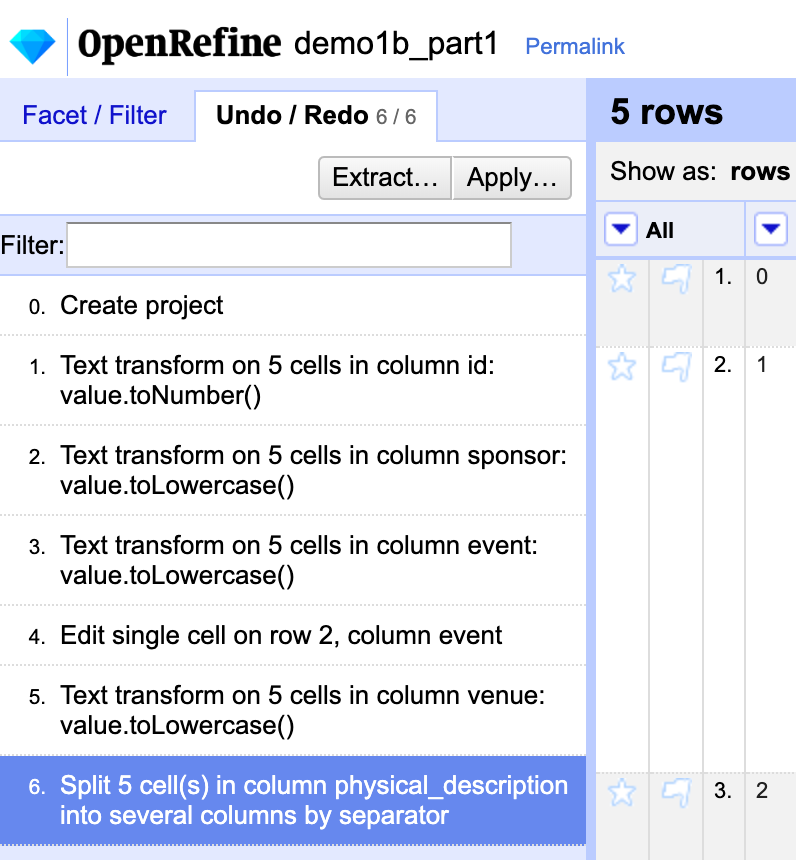 OpenRefine demo1b_part1 Permalink
Facet / Filter Undo / Redo 6 / 6
Extract... Apply...
Filter:
0. Create project
1. Text transform on 5 cells in column id:
value.toNumber()
2. Text transform on 5 cells in column sponsor:
value.toLowercase()
3. Text transform on 5 cells in column event:
value.toLowercase()
4. Edit single cell on row 2, column event
5. Text transform on 5 cells in column venue:
value.toLowercase()
6. Split 5 cell(s) in column physical_description
into several columns by separator
5 rows
Show as: rows
All
1. 0
2. 1
3. 2